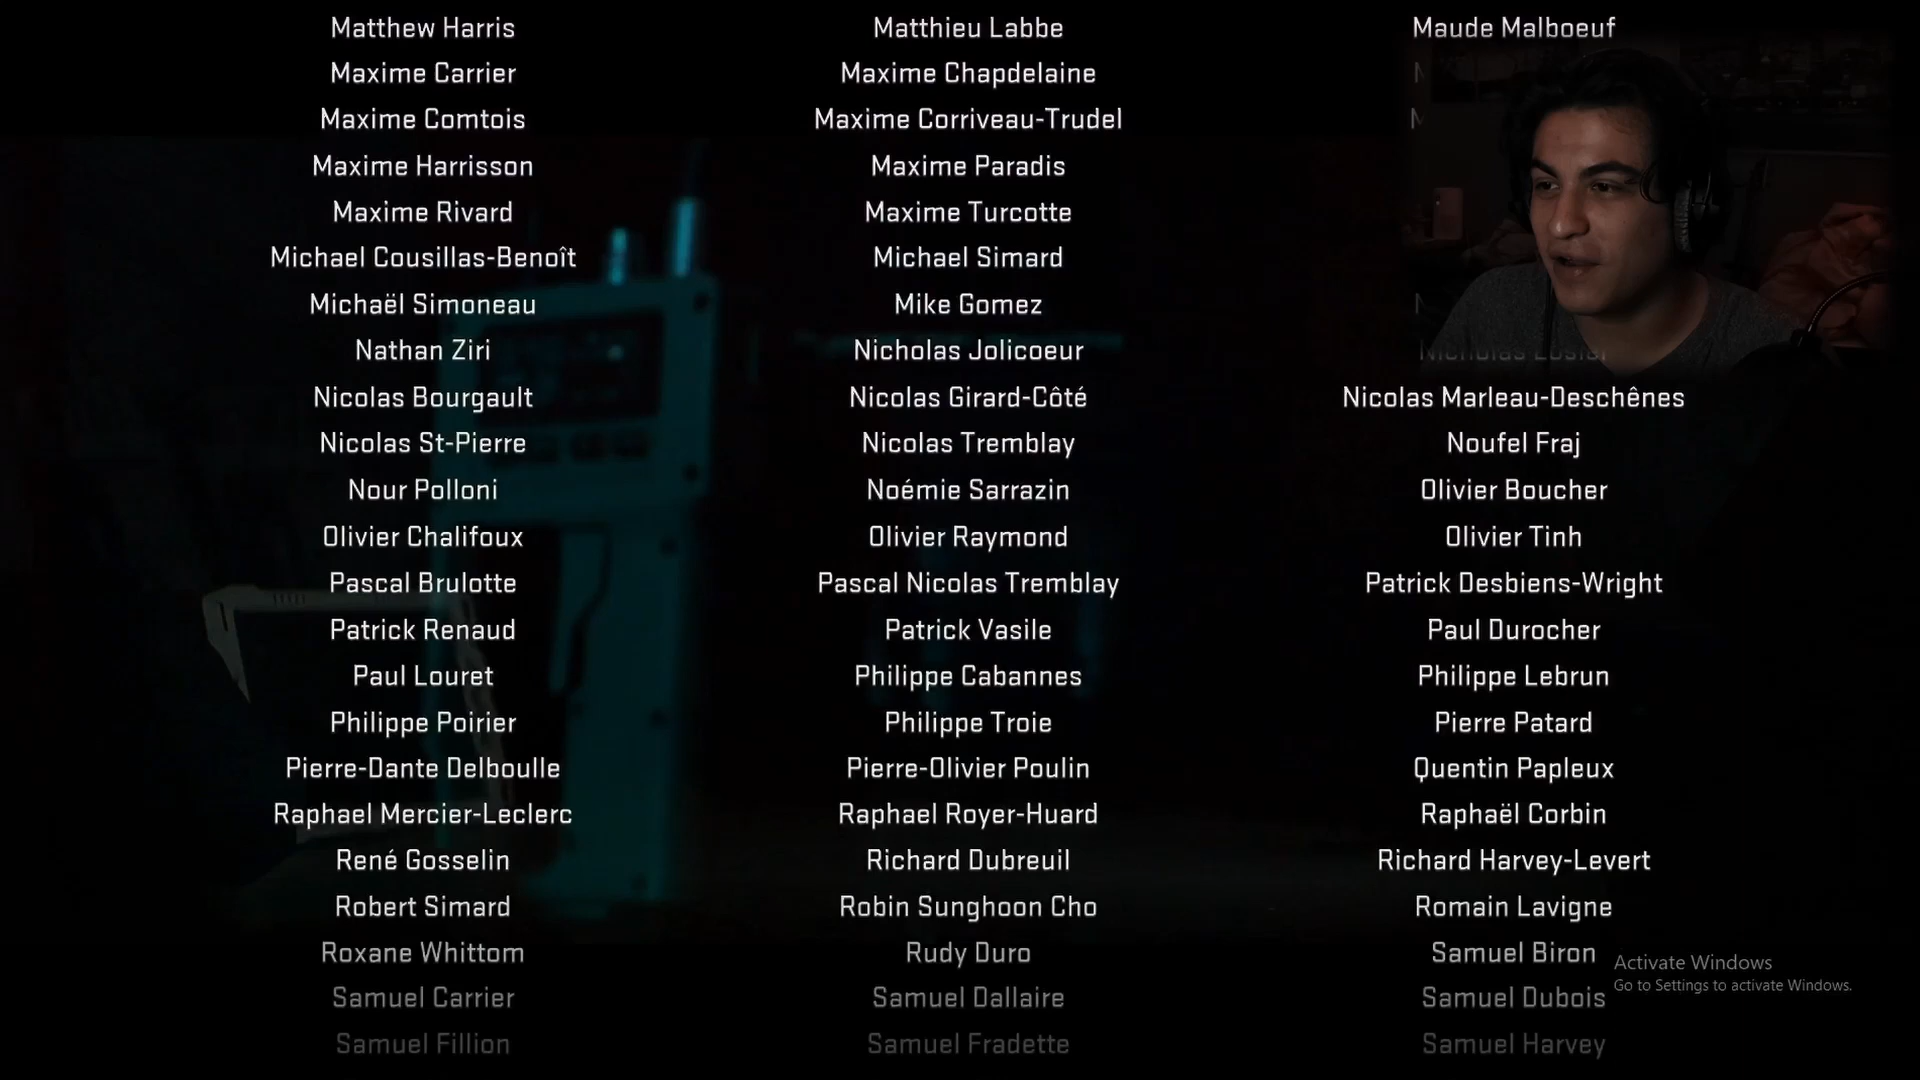 Matthew Harris Matthieu Labbe Maude Malboeuf
Maxime Carrier Maxime Chapdelaine
Maxime Comtois Maxime Corriveau-Trudel
Maxime Harrisson Maxime Paradis
Maxime Rivard Maxime Turcotte
Michael Cousillas-Benoît Michael Simard
Michaël Simoneau Mike Gomez
Nathan Ziri Nicholas Jolicoeur
Nicolas Bourgault Nicolas Girard-Côté Nicolas Marleau-Deschênes
Nicolas St-Pierre Nicolas Tremblay Noufel Fraj
Nour Polloni Noémie Sarrazin Olivier Boucher
Olivier Chalifoux Olivier Raymond Olivier Tinh
Pascal Brulotte Pascal Nicolas Tremblay Patrick Desbiens-Wright
Patrick Renaud Patrick Vasile Paul Durocher
Paul Louret Philippe Cabannes Philippe Lebrun
Philippe Poirier Philippe Troie Pierre Patard
Pierre-Dante Delboulle Pierre-Olivier Poulin Quentin Papleux
Raphael Mercier-Leclerc Raphael Royer-Huard Raphaël Corbin
René Gosselin Richard Dubreuil Richard Harvey-Levert
Robert Simard Robin Sunghoon Cho Romain Lavigne
Roxane Whittom Rudy Duro Samuel Biron
Samuel Carrier Samuel Dallaire Samuel Dubois
Samuel Fillion Samuel Fradette Samuel Harvey
Activate Windows
Go to Settings to activate Windows.